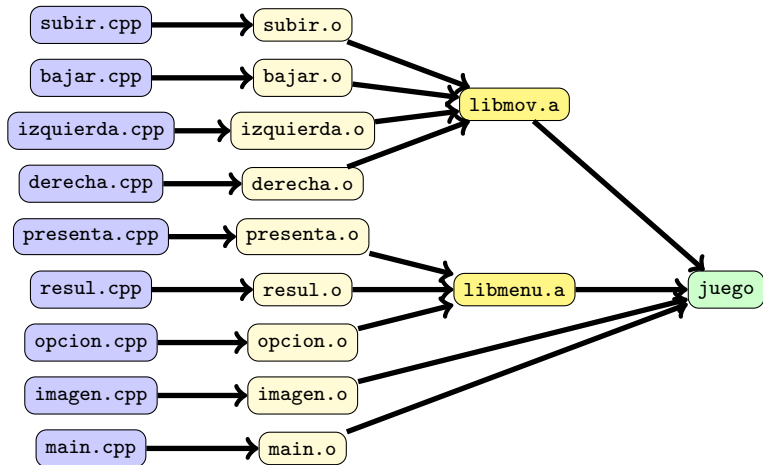 subir.cpp
subir.o
bajar.cpp
bajar.o
libmov.a
izquierda.cpp
izquierda.o
derecha.cpp
derecha.o
presenta.cpp
presenta.o
resul.cpp
resul.o
libmenu.a
juego
opcion.cpp
opcion.o
imagen.cpp
imagen.o
main.cpp
main.o